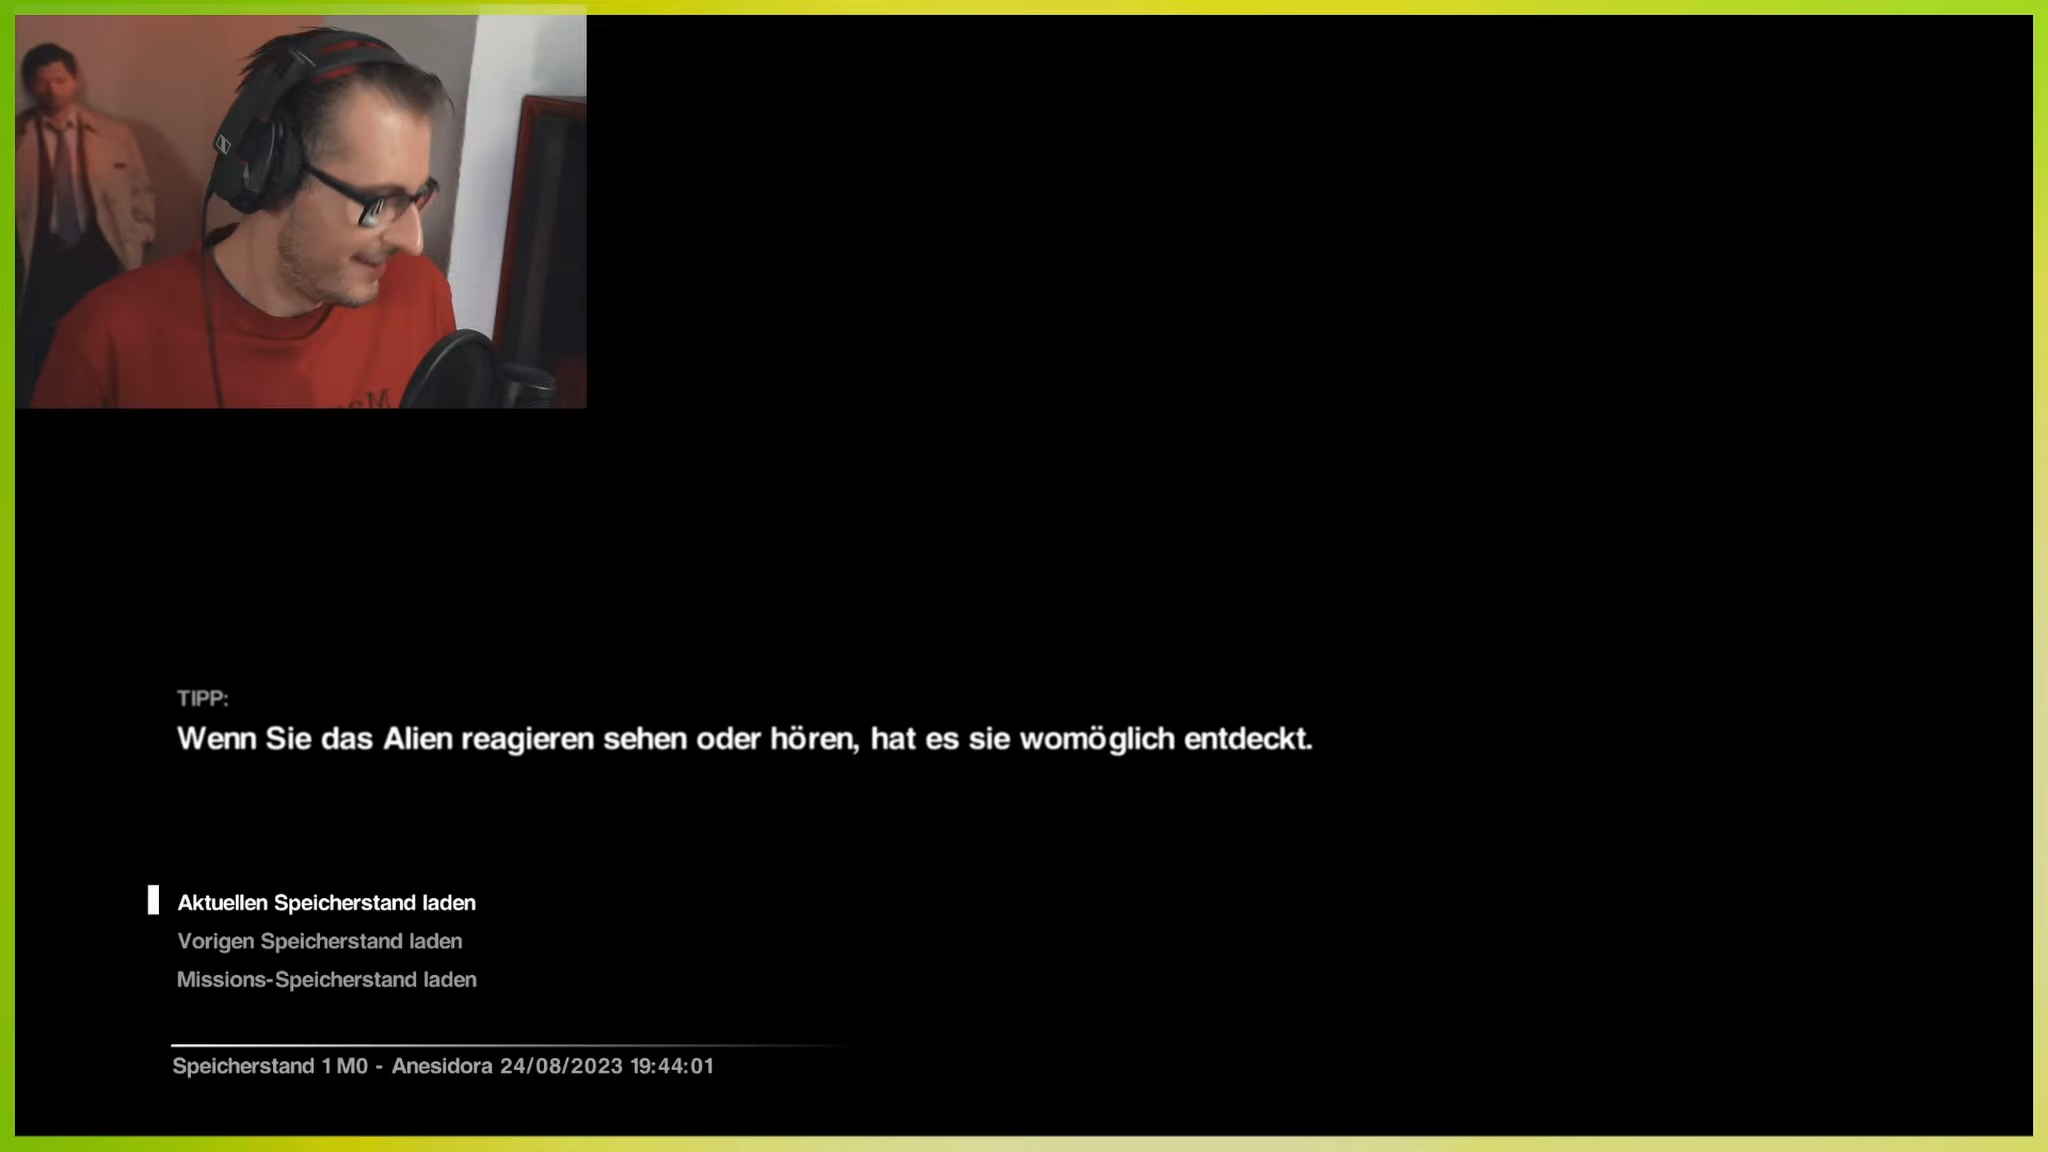 TIPP:
Wenn Sie das Alien reagieren sehen oder hören, hat es sie womöglich entdeckt.
Aktuellen Speicherstand laden
Vorigen Speicherstand laden
Missions-Speicherstand laden
Speicherstand 1 M0 - Anesidora 24/08/2023 19:44:01